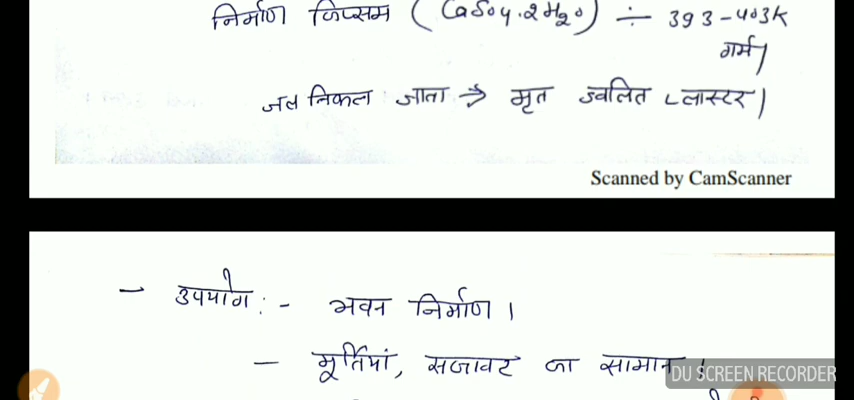 निर्माण जिप्सम (CaSO4.2H2O) ÷ 393-403K
गर्म।
जल निकल जाता → मृत ज्वलित प्लास्टर।
Scanned by CamScanner
- उपयोग :- भवन निर्माण ।
- मूर्तियां, सजावट का सामान ।
DU SCREEN RECORDER